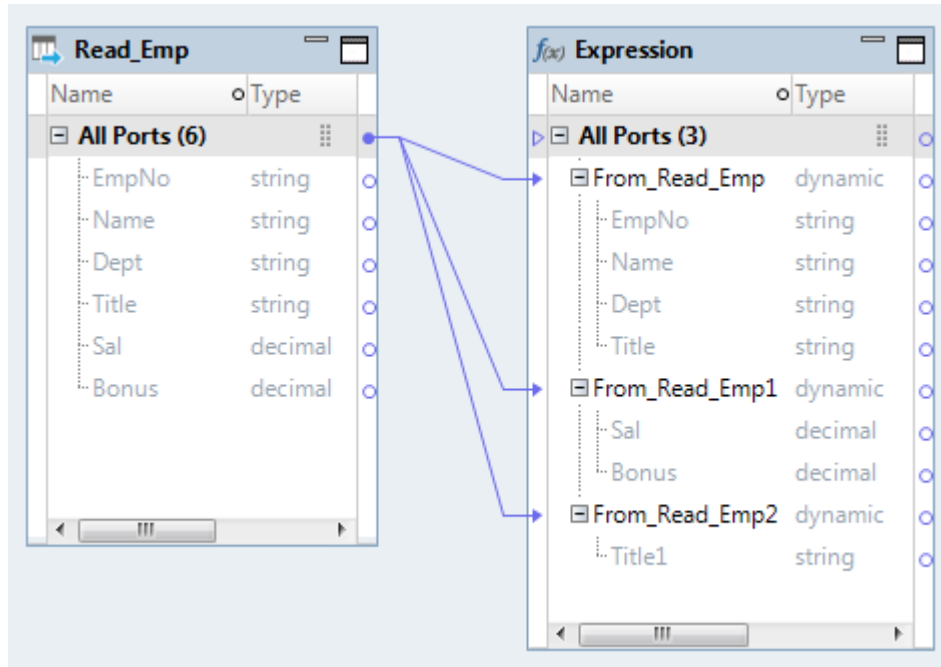 Read_Emp
Name Type
All Ports (6)
EmpNo string
Name string
Dept string
Title string
Sal decimal
Bonus decimal
f(x) Expression
Name Type
All Ports (3)
From_Read_Emp dynamic
EmpNo string
Name string
Dept string
Title string
From_Read_Emp1 dynamic
Sal decimal
Bonus decimal
From_Read_Emp2 dynamic
Title1 string